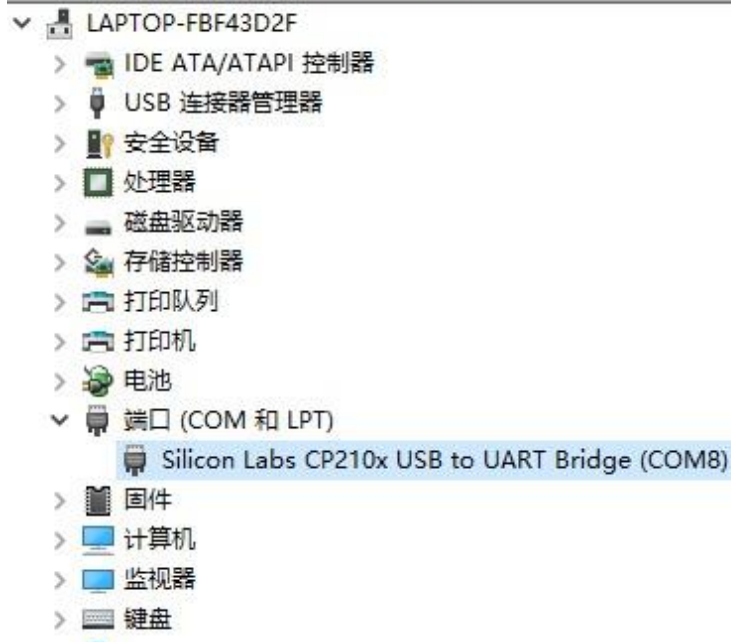 LAPTOP-FBF43D2F
IDE ATA/ATAPI 控制器
USB 连接器管理器
安全设备
处理器
磁盘驱动器
存储控制器
打印队列
打印机
电池
端口 (COM 和 LPT)
Silicon Labs CP210x USB to UART Bridge (COM8)
固件
计算机
监视器
键盘